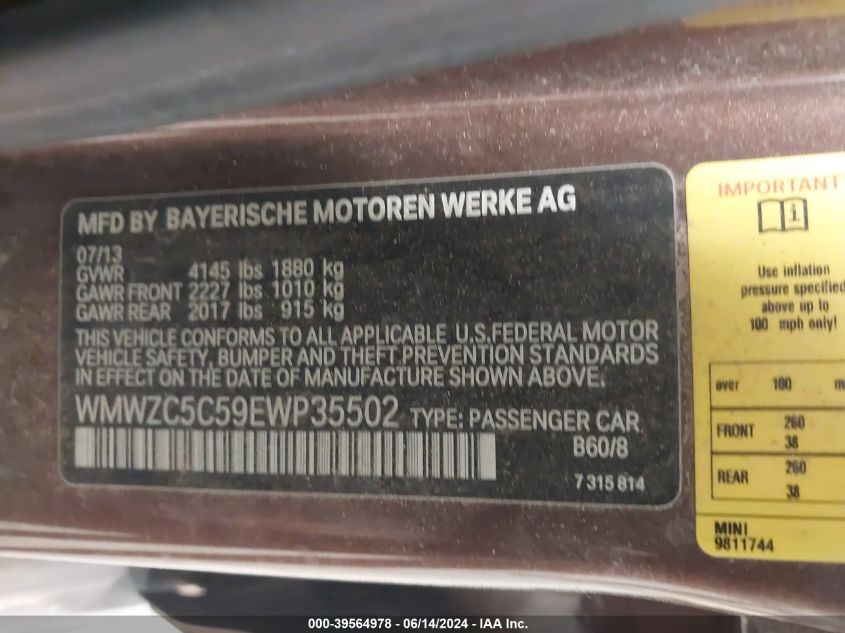 MFD BY BAYERISCHE MOTOREN WERKE AG
07/13
GVWR 4145 lbs 1880 kg
GAWR FRONT 2227 lbs 1010 kg
GAWR REAR 2017 lbs 915 kg
THIS VEHICLE CONFORMS TO ALL APPLICABLE U.S.FEDERAL MOTOR
VEHICLE SAFETY, BUMPER AND THEFT PREVENTION STANDARDS
IN EFFECT ON THE DATE OF MANUFACTURE SHOWN ABOVE.
WMWZC5C59EWP35502 TYPE: PASSENGER CAR
B60/8
7 315 814
IMPORTANT
Use inflation
pressure specified
above up to
100 mph only!
over 100 m
FRONT 260
38
REAR 260
38
MINI
9811744
000-39564978 - 06/14/2024 - IAA Inc.